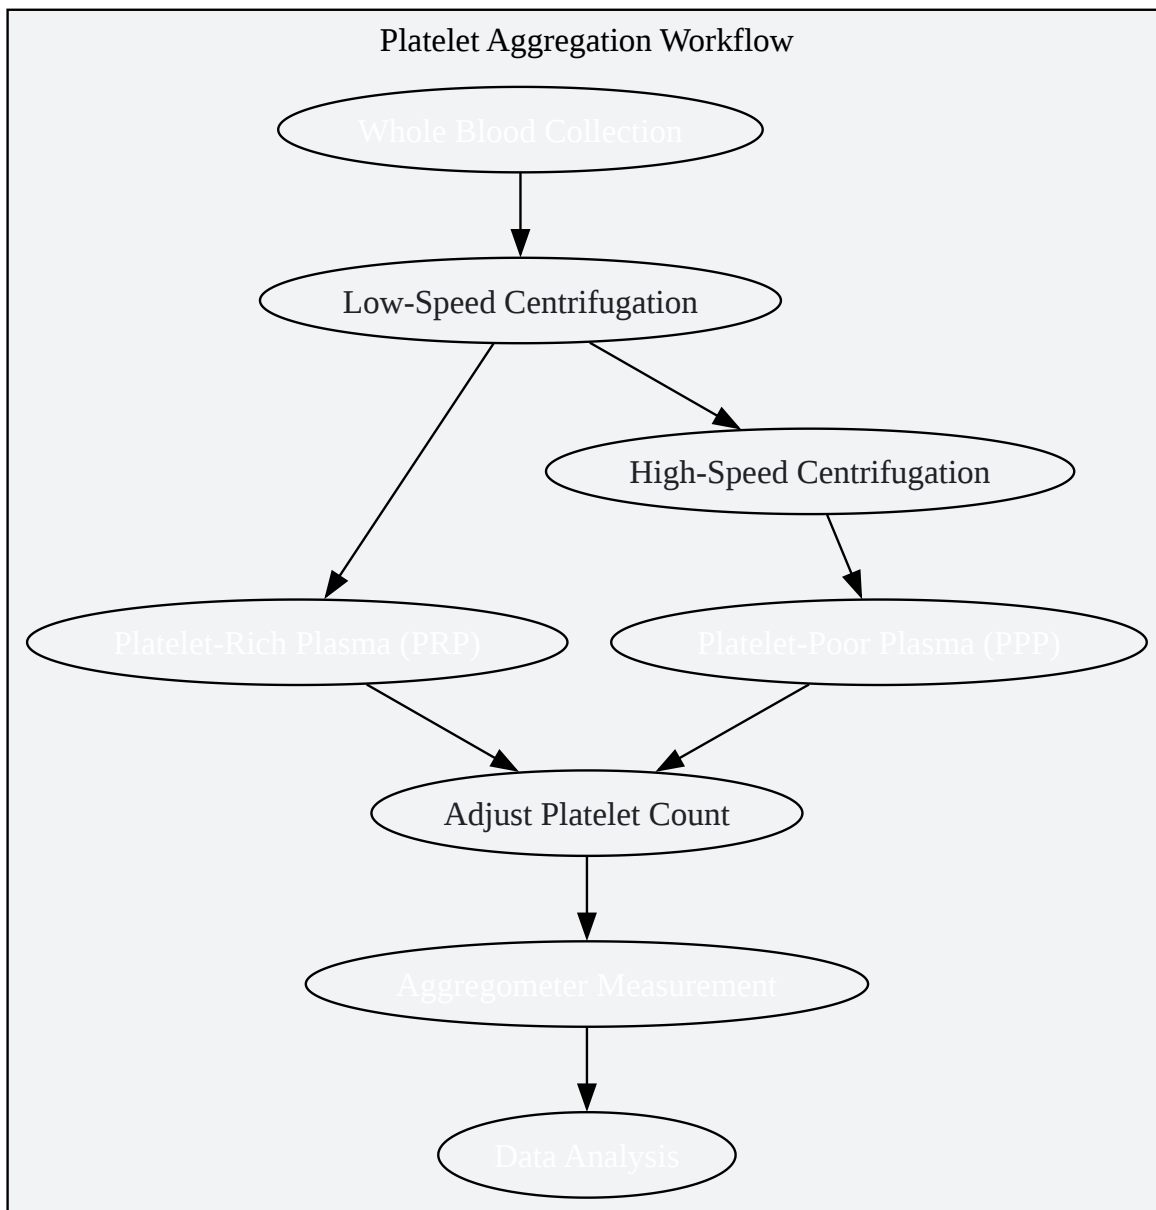 Platelet Aggregation Workflow
Whole Blood Collection
Low-Speed Centrifugation
High-Speed Centrifugation
Platelet-Rich Plasma (PRP)
Platelet-Poor Plasma (PPP)
Adjust Platelet Count
Aggregometer Measurement
Data Analysis